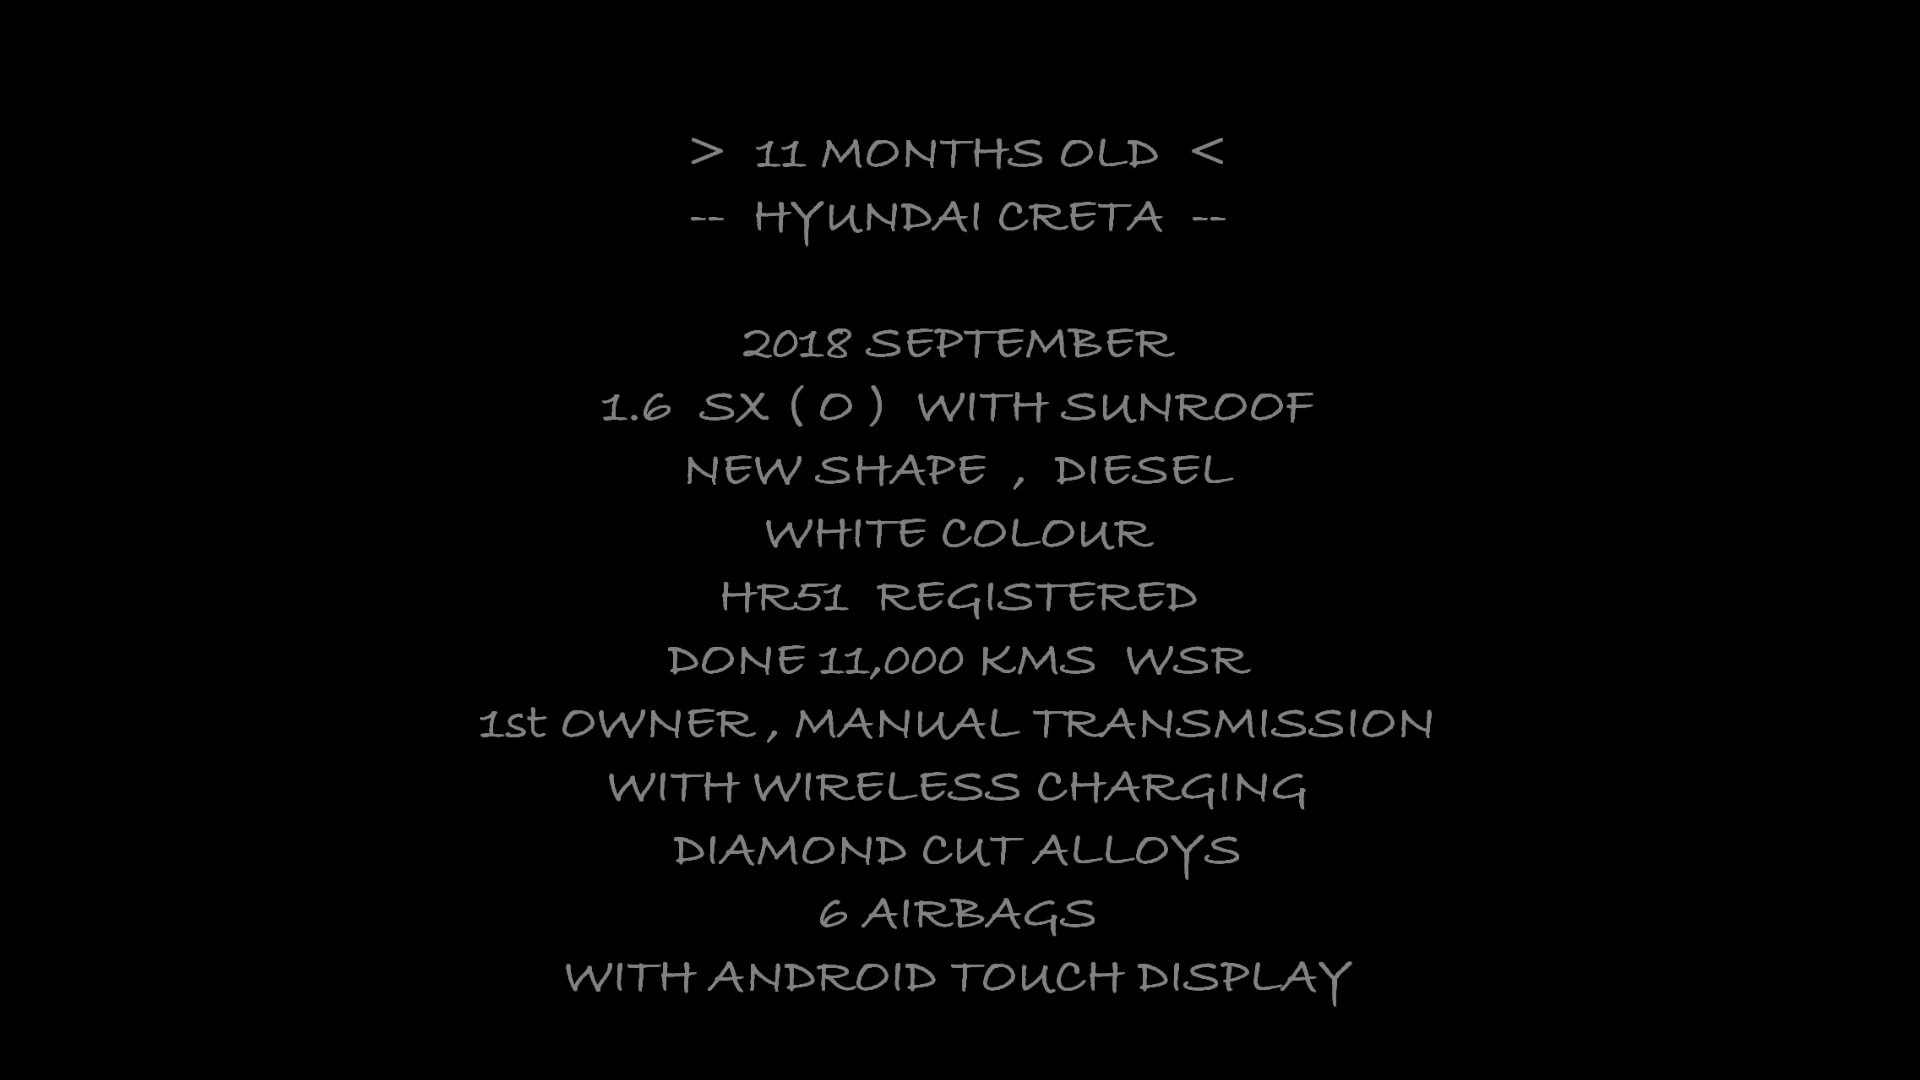 > 11 MONTHS OLD <
-- HYUNDAI CRETA --
2018 SEPTEMBER
1.6 SX ( O ) WITH SUNROOF
NEW SHAPE , DIESEL
WHITE COLOUR
HR51 REGISTERED
DONE 11,000 KMS WSR
1st OWNER , MANUAL TRANSMISSION
WITH WIRELESS CHARGING
DIAMOND CUT ALLOYS
6 AIRBAGS
WITH ANDROID TOUCH DISPLAY